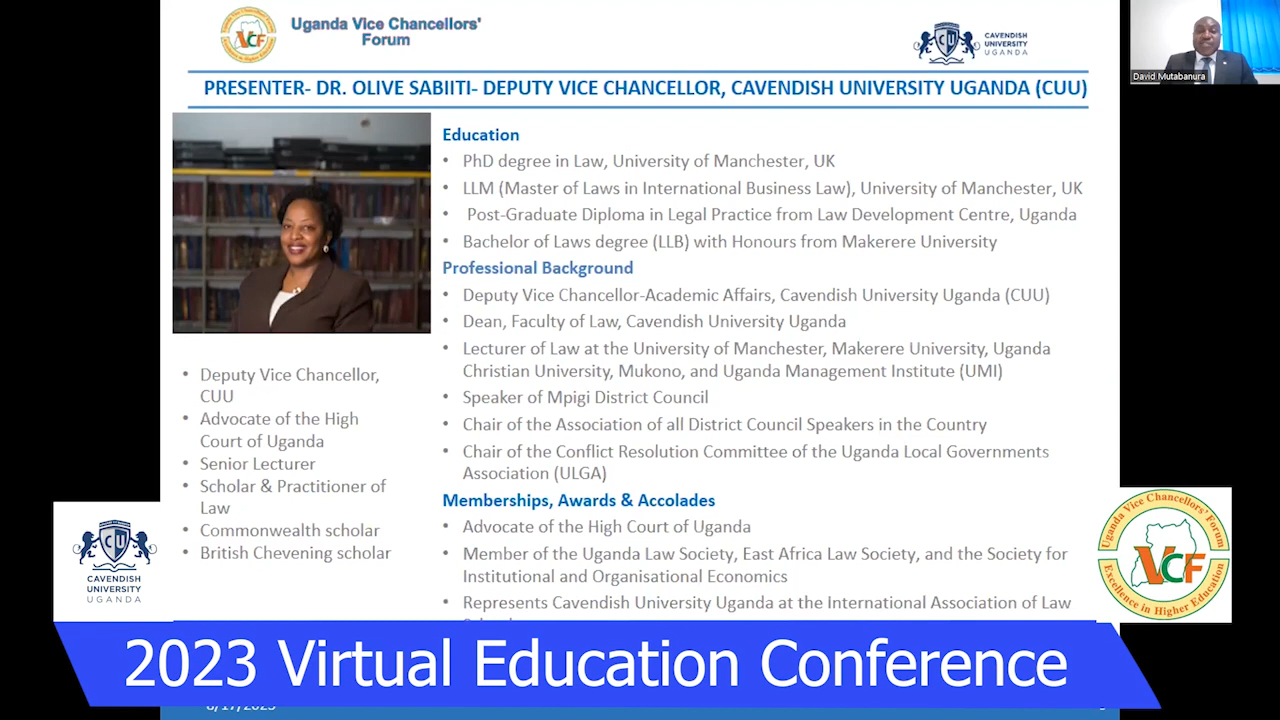 Uganda Vice Chancellors'
Forum
VCF
CU
CAVENDISH
UNIVERSITY
UGANDA
David Mutabanura
PRESENTER- DR. OLIVE SABIITI- DEPUTY VICE CHANCELLOR, CAVENDISH UNIVERSITY UGANDA (CUU)
Education
• PhD degree in Law, University of Manchester, UK
• LLM (Master of Laws in International Business Law), University of Manchester, UK
• Post-Graduate Diploma in Legal Practice from Law Development Centre, Uganda
• Bachelor of Laws degree (LLB) with Honours from Makerere University
Professional Background
• Deputy Vice Chancellor-Academic Affairs, Cavendish University Uganda (CUU)
• Dean, Faculty of Law, Cavendish University Uganda
• Lecturer of Law at the University of Manchester, Makerere University, Uganda
Christian University, Mukono, and Uganda Management Institute (UMI)
• Speaker of Mpigi District Council
• Chair of the Association of all District Council Speakers in the Country
• Chair of the Conflict Resolution Committee of the Uganda Local Governments
Association (ULGA)
Memberships, Awards & Accolades
• Advocate of the High Court of Uganda
• Member of the Uganda Law Society, East Africa Law Society, and the Society for
Institutional and Organisational Economics
• Represents Cavendish University Uganda at the International Association of Law
• Deputy Vice Chancellor,
CUU
• Advocate of the High
Court of Uganda
• Senior Lecturer
• Scholar & Practitioner of
Law
• Commonwealth scholar
• British Chevening scholar
CU
CAVENDISH
UNIVERSITY
UGANDA
Uganda Vice Chancellors' Forum
VCF
Excellence in Higher Education
2023 Virtual Education Conference
8/17/2023